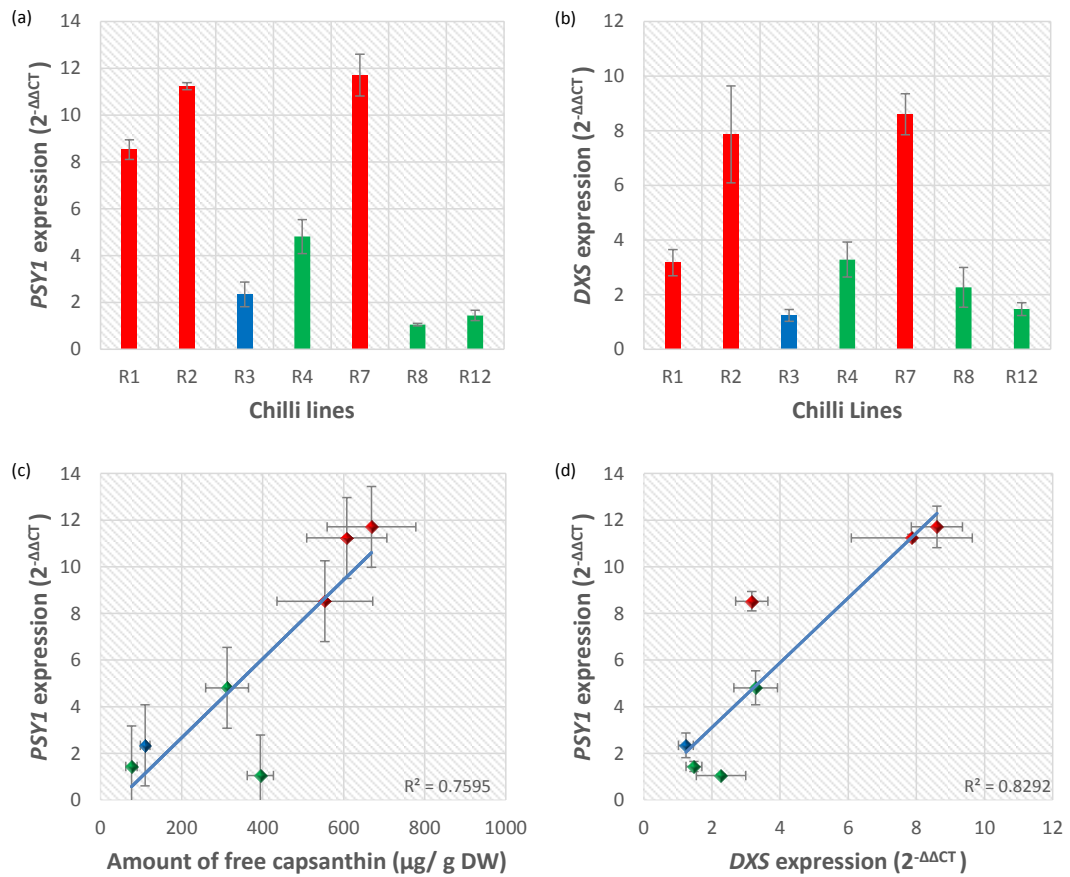 (a)
PSY1 expression (2^-ΔΔCT)
14
12
10
8
6
4
2
0
R1 R2 R3 R4 R7 R8 R12
Chilli lines
(b)
DXS expression (2^-ΔΔCT)
12
10
8
6
4
2
0
R1 R2 R3 R4 R7 R8 R12
Chilli Lines
(c)
PSY1 expression (2^-ΔΔCT)
14
12
10
8
6
4
2
0
R² = 0.7595
0 200 400 600 800 1000
Amount of free capsanthin (µg/ g DW)
(d)
PSY1 expression (2^-ΔΔCT)
14
12
10
8
6
4
2
0
R² = 0.8292
0 2 4 6 8 10 12
DXS expression (2^-ΔΔCT)